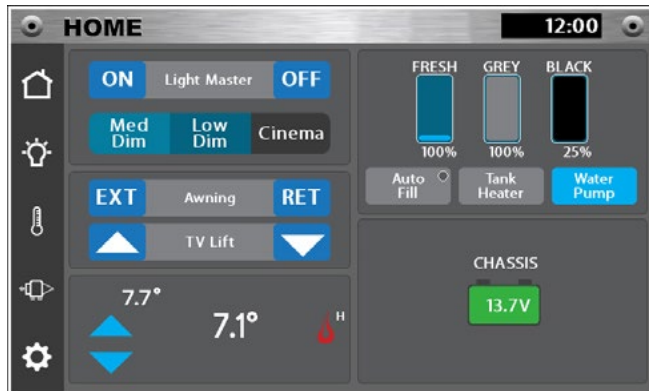 HOME
12:00
ON Light Master OFF
Med Dim
Low Dim
Cinema
EXT Awning RET
TV Lift
7.7°
7.1°
H
FRESH GREY BLACK
100% 100% 25%
Auto Fill
Tank Heater
Water Pump
CHASSIS
13.7V